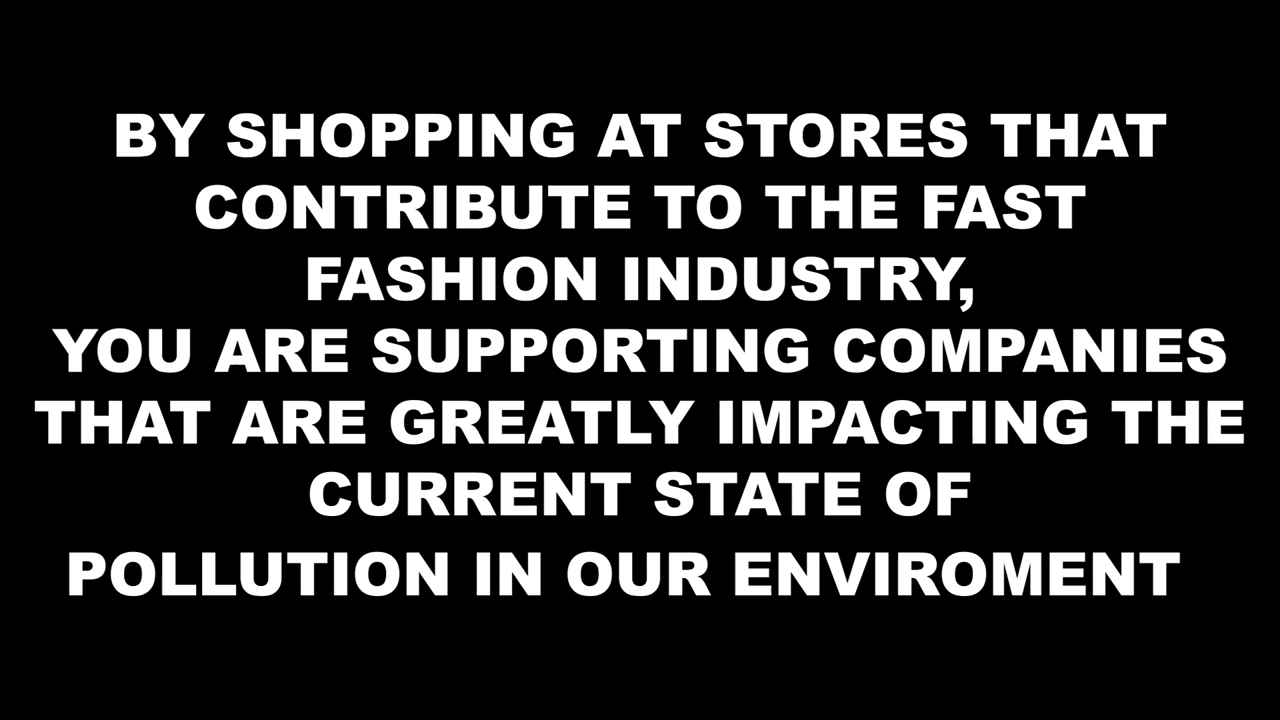 BY SHOPPING AT STORES THAT
CONTRIBUTE TO THE FAST
FASHION INDUSTRY,
YOU ARE SUPPORTING COMPANIES
THAT ARE GREATLY IMPACTING THE
CURRENT STATE OF
POLLUTION IN OUR ENVIROMENT